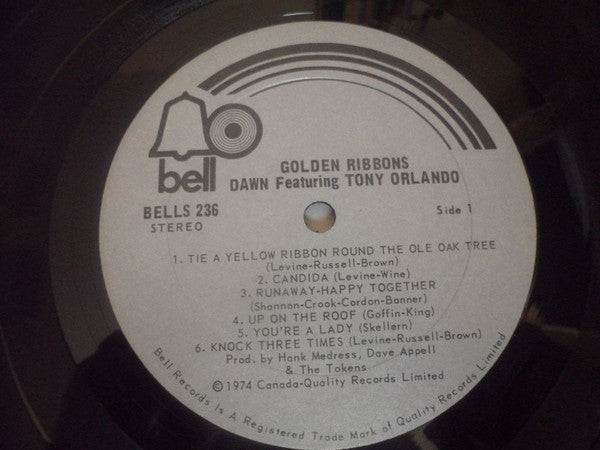 bell
GOLDEN RIBBONS
DAWN Featuring TONY ORLANDO
BELLS 236
STEREO
Side 1
1. TIE A YELLOW RIBBON ROUND THE OLE OAK TREE
(Levine-Russell-Brown)
2. CANDIDA (Levine-Wine)
3. RUNAWAY-HAPPY TOGETHER
(Shannon-Crook-Cordon-Bonner)
4. UP ON THE ROOF (Goffin-King)
5. YOU'RE A LADY (Skellern)
6. KNOCK THREE TIMES (Levine-Russell-Brown)
Prod. by Hank Medress, Dave Appell
& The Tokens
©1974 Canada-Quality Records Limited
Bell Records Is A Registered Trade Mark of Quality Records Limited